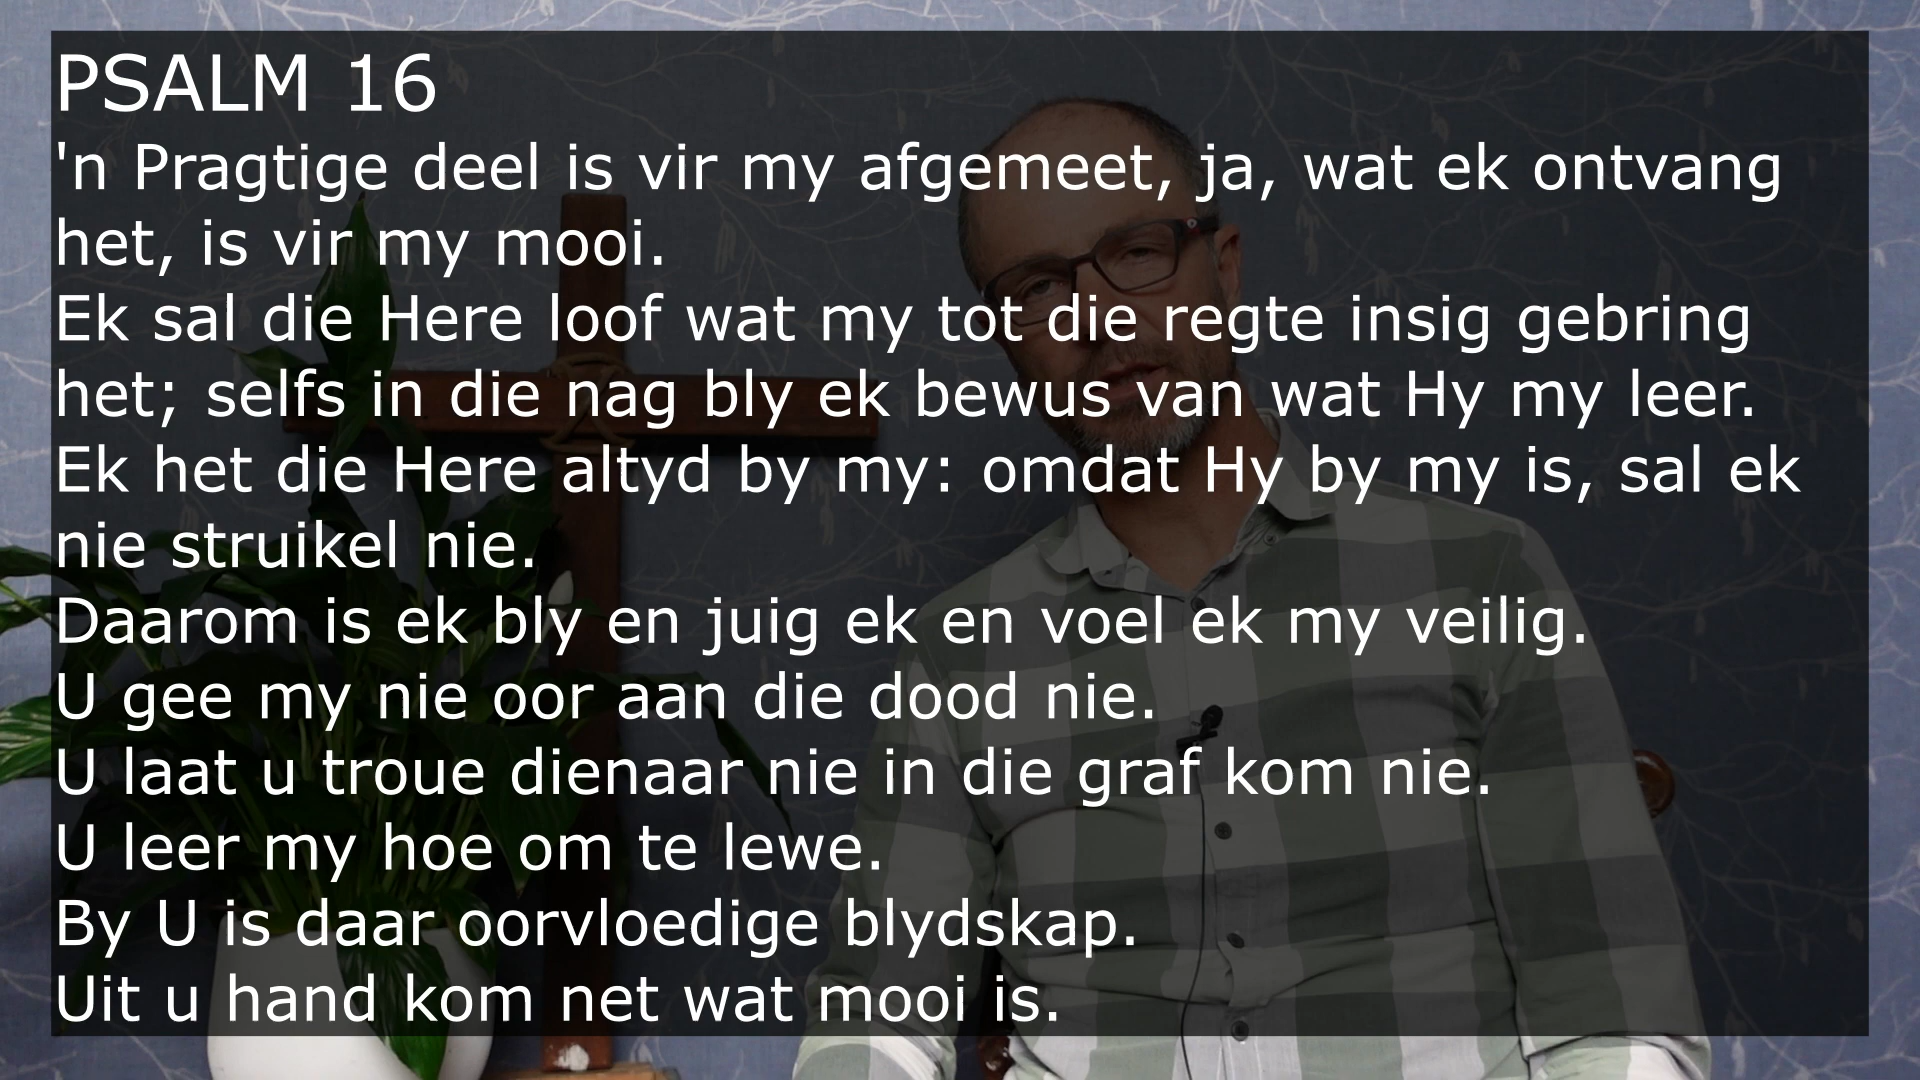 PSALM 16
'n Pragtige deel is vir my afgemeet, ja, wat ek ontvang
het, is vir my mooi.
Ek sal die Here loof wat my tot die regte insig gebring
het; selfs in die nag bly ek bewus van wat Hy my leer.
Ek het die Here altyd by my: omdat Hy by my is, sal ek
nie struikel nie.
Daarom is ek bly en juig ek en voel ek my veilig.
U gee my nie oor aan die dood nie.
U laat u troue dienaar nie in die graf kom nie.
U leer my hoe om te lewe.
By U is daar oorvloedige blydskap.
Uit u hand kom net wat mooi is.